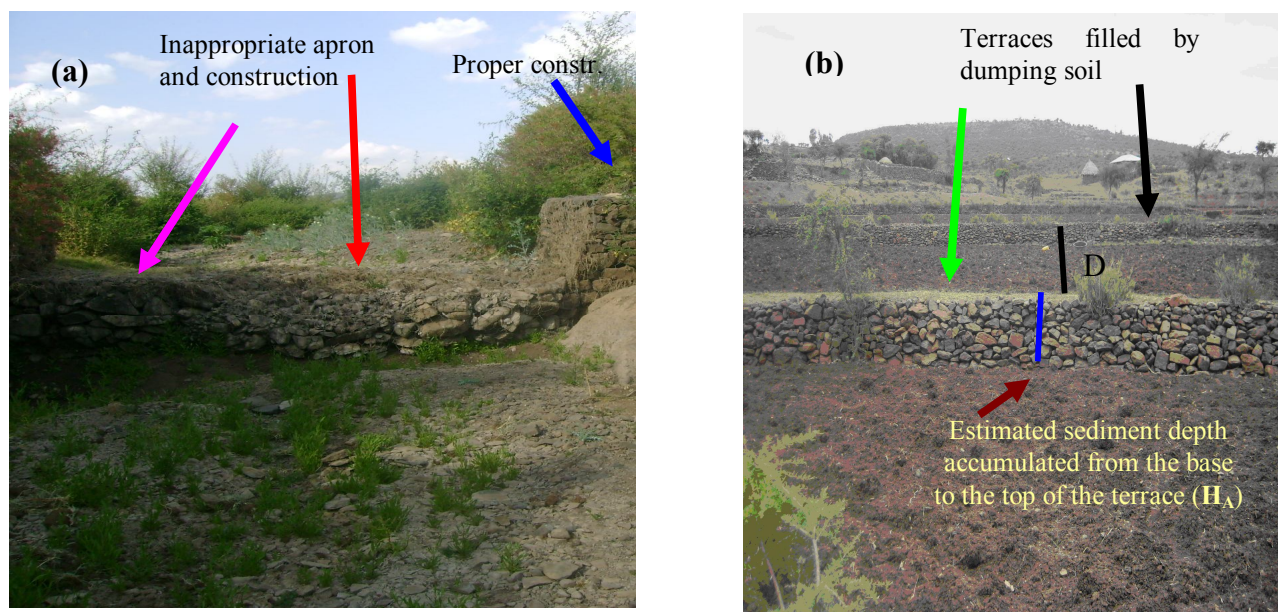 (a)
Inappropriate apron
and construction
Proper constr.
(b)
Terraces filled by
dumping soil
D
Estimated sediment depth
accumulated from the base
to the top of the terrace (H_A)